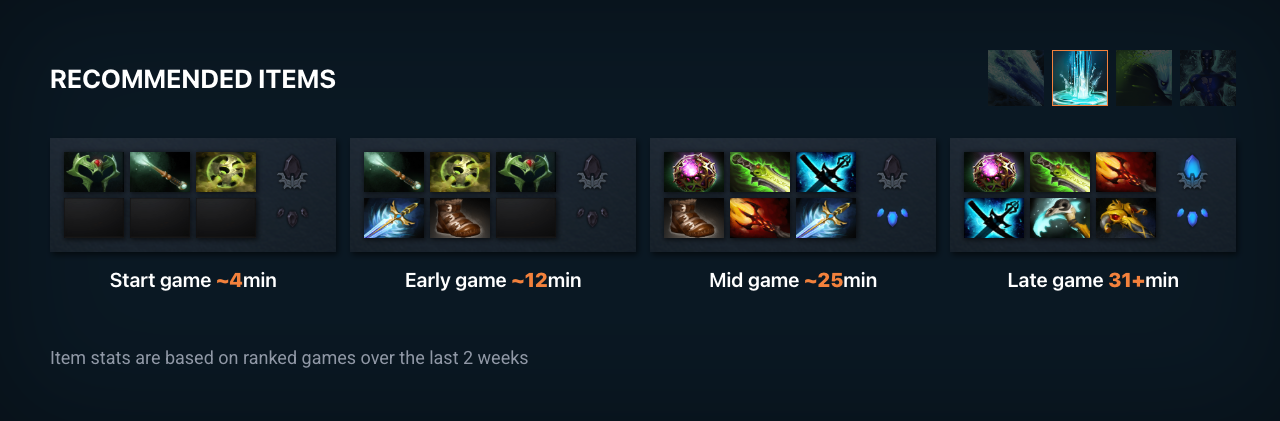 RECOMMENDED ITEMS
Start game ~4min
Early game ~12min
Mid game ~25min
Late game 31+min
Item stats are based on ranked games over the last 2 weeks